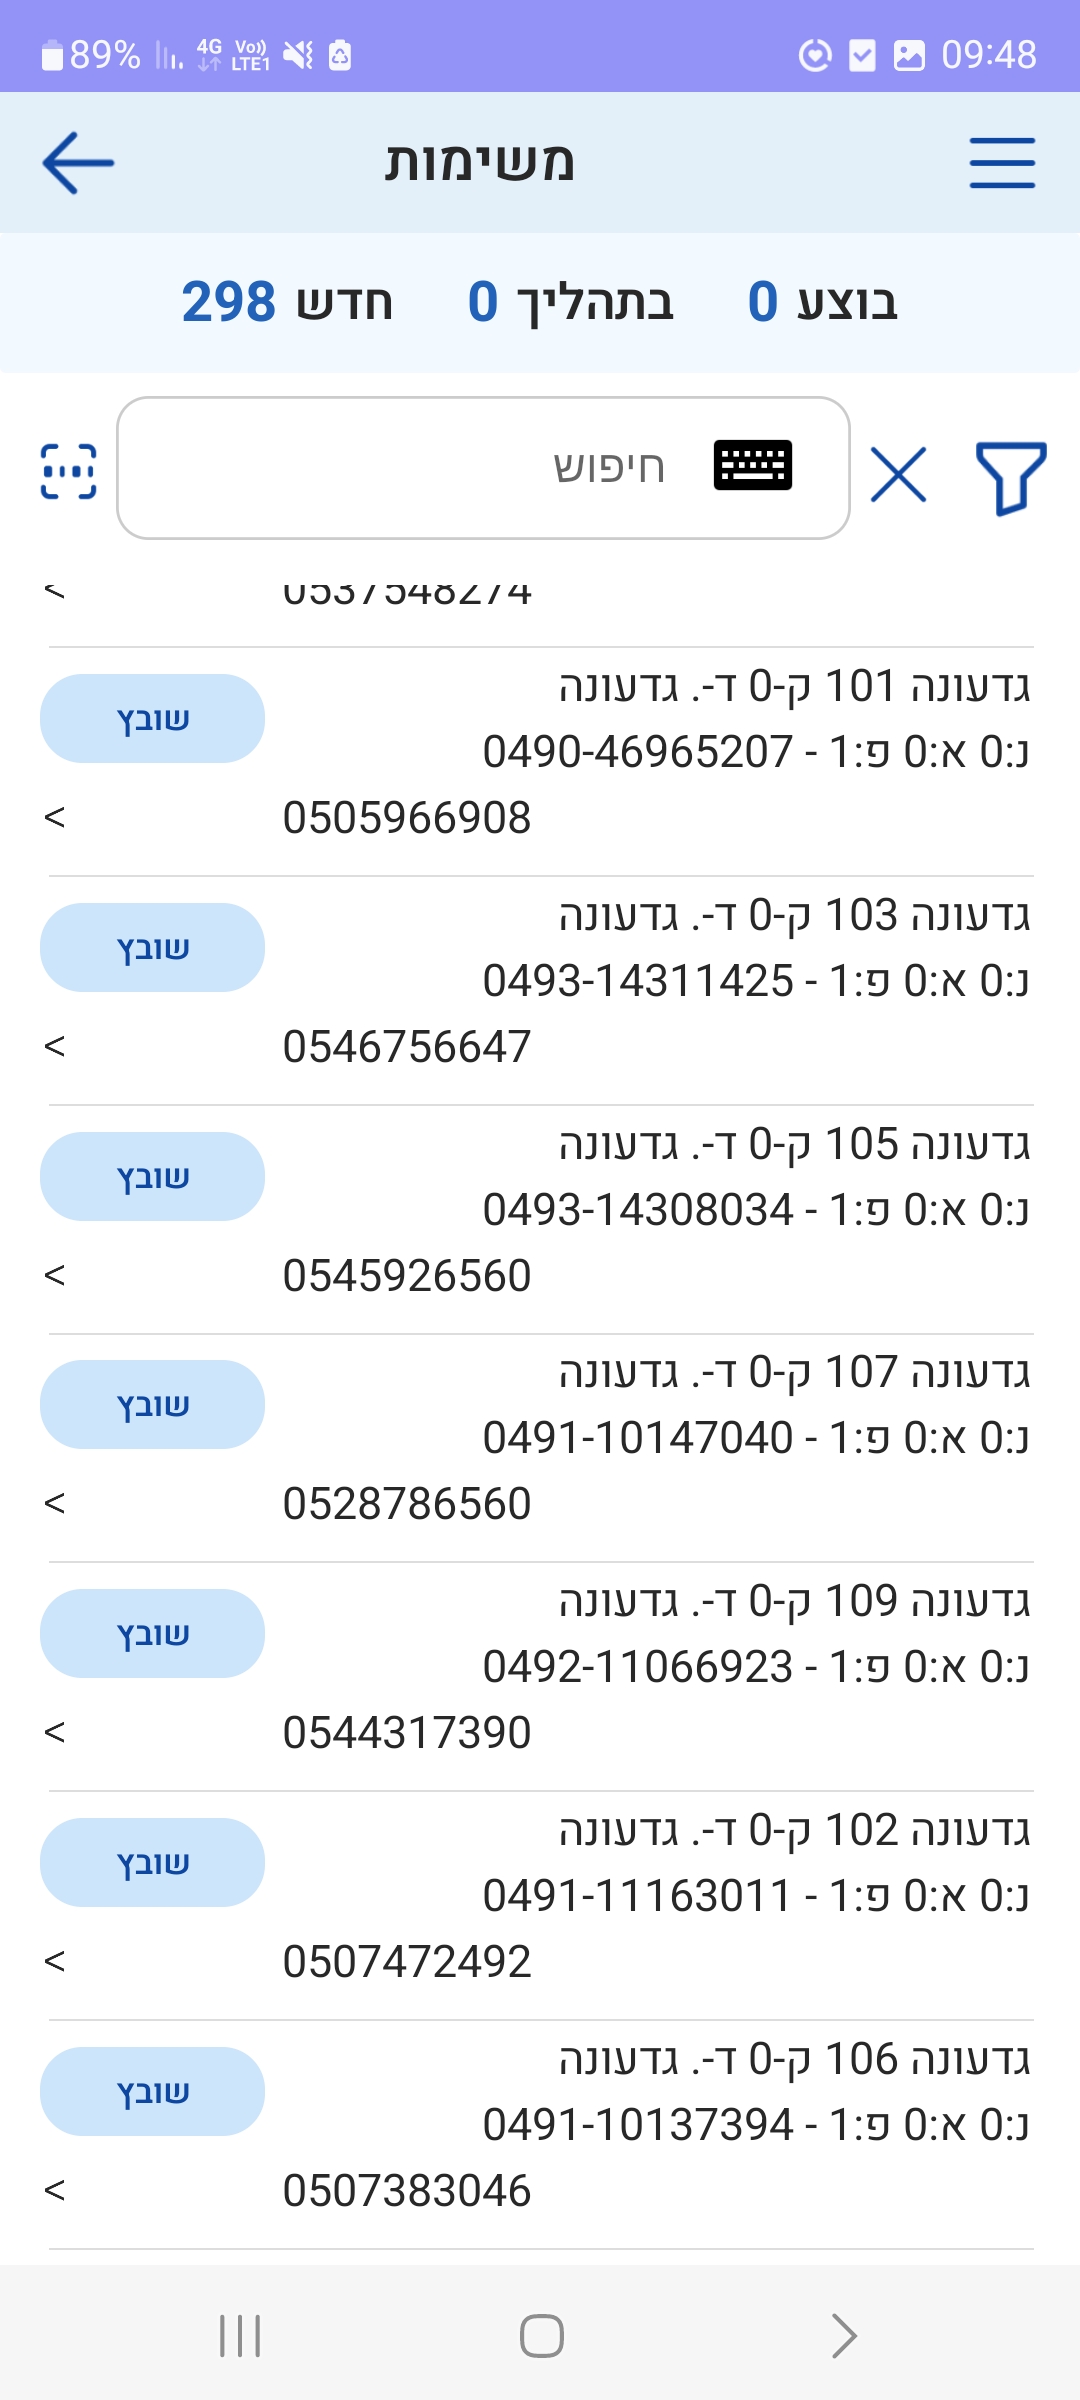 89% 4G Vo)) LTE1 09:48
משימות
בוצע 0 בתהליך 0 חדש 298
חיפוש
0537548274 <
גדעונה 101 ק-0 ד-. גדעונה
נ:0 א:0 פ:1 - 0490-46965207
שובץ
0505966908 <
גדעונה 103 ק-0 ד-. גדעונה
נ:0 א:0 פ:1 - 0493-14311425
שובץ
0546756647 <
גדעונה 105 ק-0 ד-. גדעונה
נ:0 א:0 פ:1 - 0493-14308034
שובץ
0545926560 <
גדעונה 107 ק-0 ד-. גדעונה
נ:0 א:0 פ:1 - 0491-10147040
שובץ
0528786560 <
גדעונה 109 ק-0 ד-. גדעונה
נ:0 א:0 פ:1 - 0492-11066923
שובץ
0544317390 <
גדעונה 102 ק-0 ד-. גדעונה
נ:0 א:0 פ:1 - 0491-11163011
שובץ
0507472492 <
גדעונה 106 ק-0 ד-. גדעונה
נ:0 א:0 פ:1 - 0491-10137394
שובץ
0507383046 <